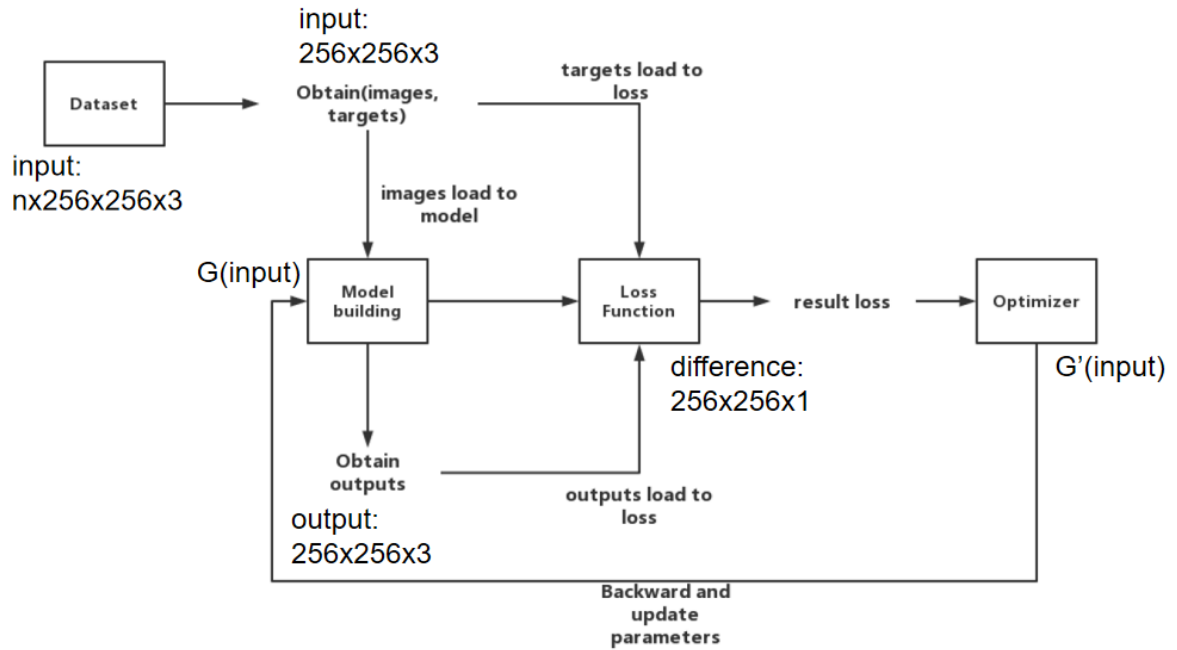 input:
256x256x3
Dataset
Obtain(images,
targets)
targets load to
loss
input:
nx256x256x3
images load to
model
G(input)
Model
building
Loss
Function
result loss
Optimizer
difference:
256x256x1
G’(input)
Obtain
outputs
outputs load to
loss
output:
256x256x3
Backward and
update
parameters